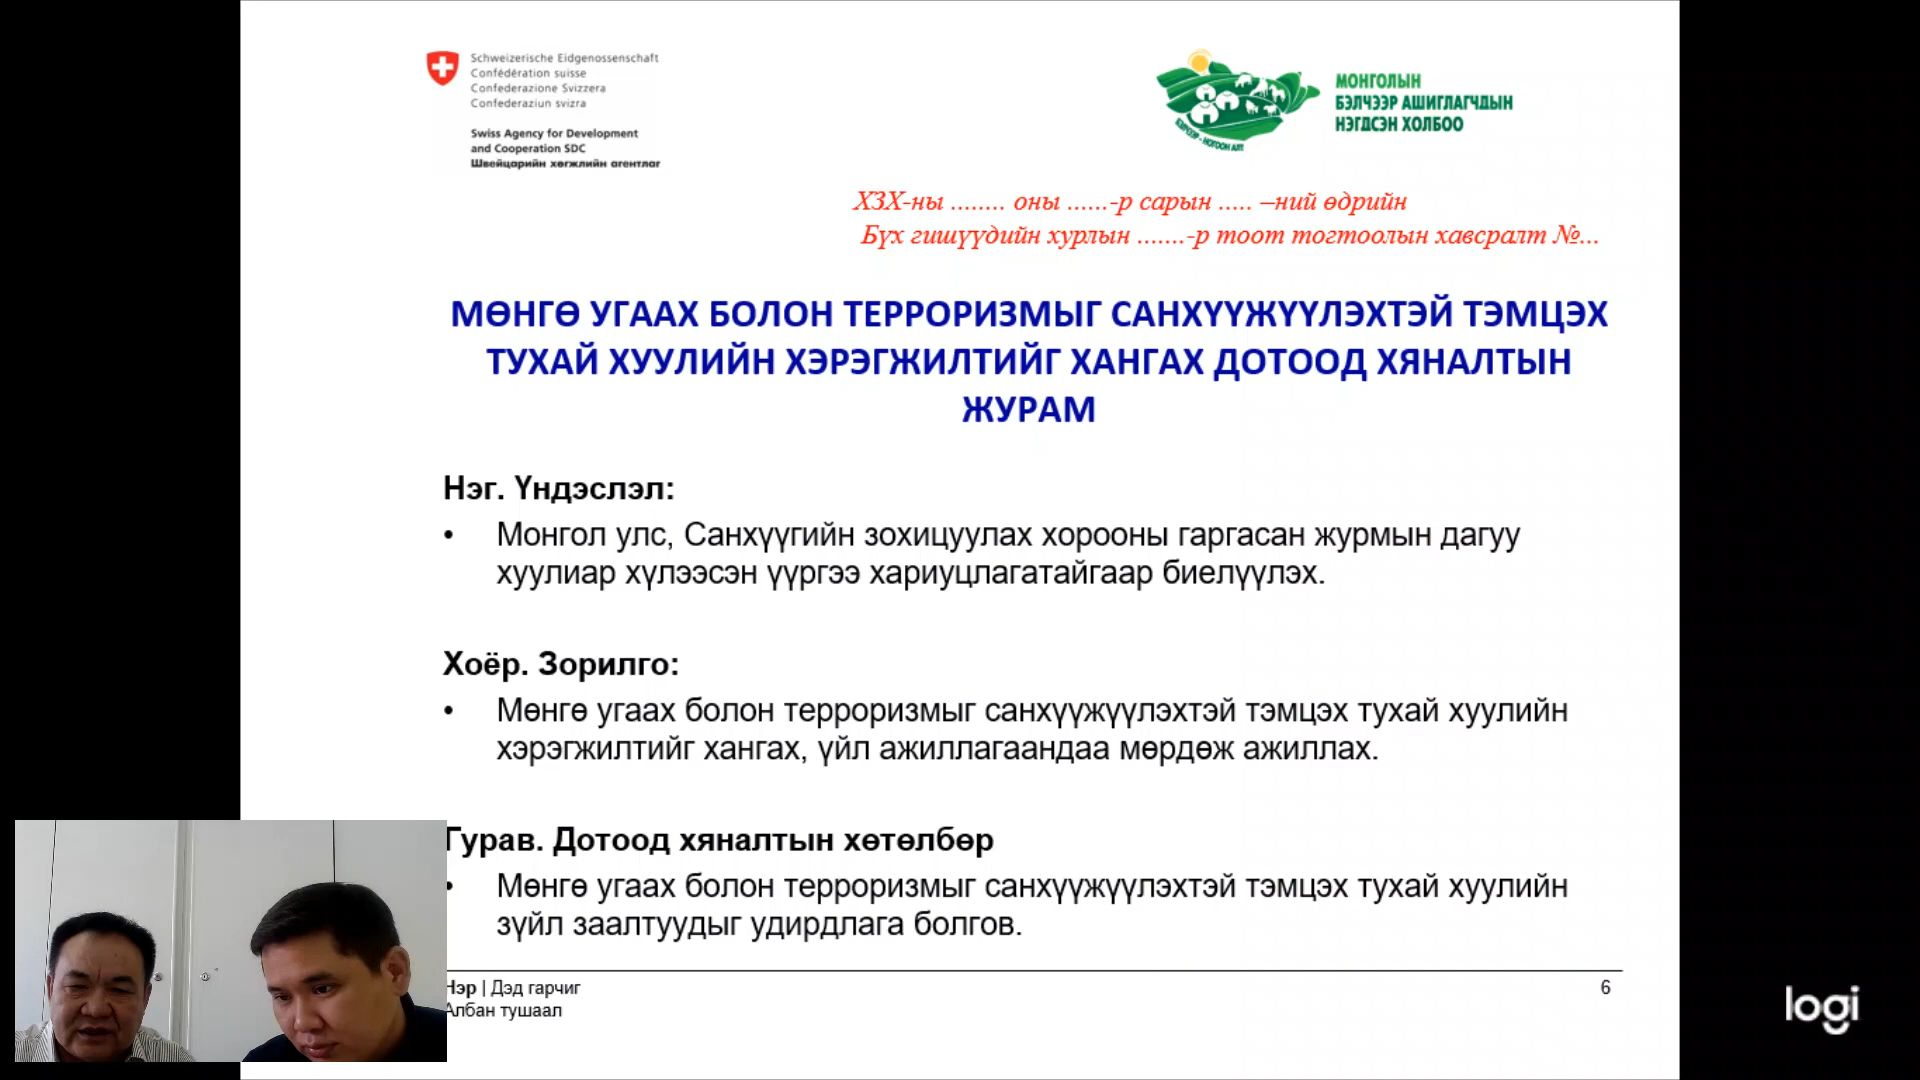 Schweizerische Eidgenossenschaft
Confédération suisse
Confederazione Svizzera
Confederaziun svizra
Swiss Agency for Development
and Cooperation SDC
Швейцарийн хөгжлийн агентлаг
БЭЛЧЭЭР - НОГООН АЛТ
МОНГОЛЫН
БЭЛЧЭЭР АШИГЛАГЧДЫН
НЭГДСЭН ХОЛБОО
ХЗХ-ны ........ оны ......-р сарын ..... –ний өдрийн
Бүх гишүүдийн хурлын .......-р тоот тогтоолын хавсралт №...
МӨНГӨ УГААХ БОЛОН ТЕРРОРИЗМЫГ САНХҮҮЖҮҮЛЭХТЭЙ ТЭМЦЭХ
ТУХАЙ ХУУЛИЙН ХЭРЭГЖИЛТИЙГ ХАНГАХ ДОТООД ХЯНАЛТЫН
ЖУРАМ
Нэг. Үндэслэл:
• Монгол улс, Санхүүгийн зохицуулах хорооны гаргасан журмын дагуу
хуулиар хүлээсэн үүргээ хариуцлагатайгаар биелүүлэх.
Хоёр. Зорилго:
• Мөнгө угаах болон терроризмыг санхүүжүүлэхтэй тэмцэх тухай хуулийн
хэрэгжилтийг хангах, үйл ажиллагаандаа мөрдөж ажиллах.
Гурав. Дотоод хяналтын хөтөлбөр
• Мөнгө угаах болон терроризмыг санхүүжүүлэхтэй тэмцэх тухай хуулийн
зүйл заалтуудыг удирдлага болгов.
Нэр | Дэд гарчиг
Албан тушаал
6
logi